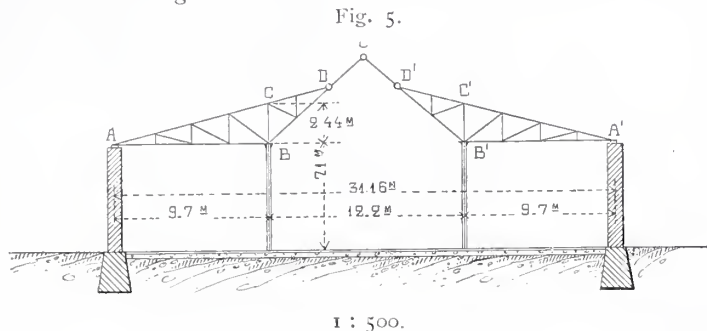 Fig. 5.
D D'
C C'
2.44 M
A A'
B B'
7,1 M
31.16 M
9.7 M 12.2 M 9.7 M
1 : 500.